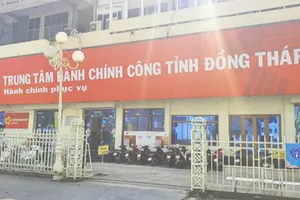 TRUNG TÂM HÀNH CHÍNH CÔNG TỈNH ĐỒNG THÁP
Hành chính phục vụ